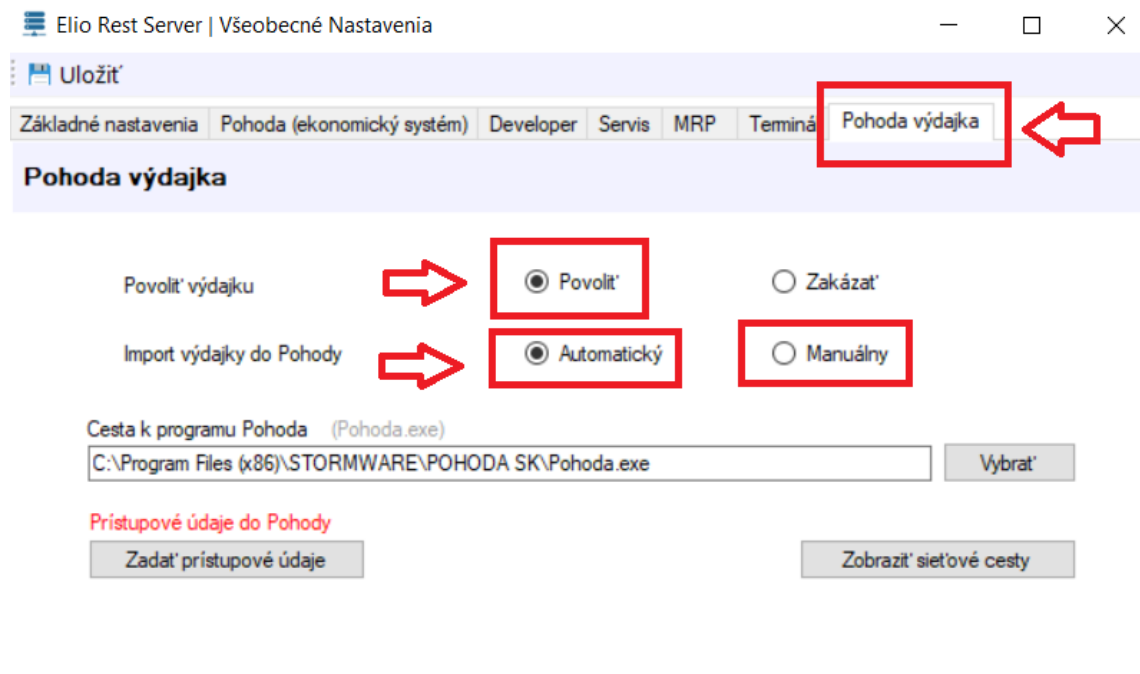 Elio Rest Server | Všeobecné Nastavenia
Uložiť
Základné nastavenia Pohoda (ekonomický systém) Developer Servis MRP Terminá Pohoda výdajka
Pohoda výdajka
Povoliť výdajku Povoliť Zakázať
Import výdajky do Pohody Automatický Manuálny
Cesta k programu Pohoda (Pohoda.exe)
C:\Program Files (x86)\STORMWARE\POHODA SK\Pohoda.exe Vybrať
Prístupové údaje do Pohody
Zadať prístupové údaje Zobraziť sieťové cesty